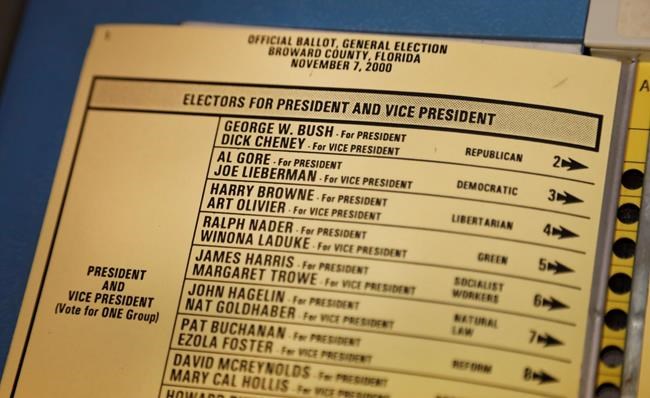 OFFICIAL BALLOT, GENERAL ELECTION
BROWARD COUNTY, FLORIDA
NOVEMBER 7, 2000
A
ELECTORS FOR PRESIDENT AND VICE PRESIDENT
PRESIDENT
AND
VICE PRESIDENT
(Vote for ONE Group)
GEORGE W. BUSH - For PRESIDENT
DICK CHENEY - For VICE PRESIDENT
REPUBLICAN 2
AL GORE - For PRESIDENT
JOE LIEBERMAN - For VICE PRESIDENT
DEMOCRATIC 3
HARRY BROWNE - For PRESIDENT
ART OLIVIER - For VICE PRESIDENT
LIBERTARIAN 4
RALPH NADER - For PRESIDENT
WINONA LADUKE - For VICE PRESIDENT
GREEN 5
JAMES HARRIS - For PRESIDENT
MARGARET TROWE - For VICE PRESIDENT
SOCIALIST
WORKERS 6
JOHN HAGELIN - For PRESIDENT
NAT GOLDHABER - For VICE PRESIDENT
NATURAL
LAW 7
PAT BUCHANAN - For PRESIDENT
EZOLA FOSTER - For VICE PRESIDENT
REFORM 8
DAVID MCREYNOLDS - For PRESIDENT
MARY CAL HOLLIS - For VICE PRESIDENT
HOWARD